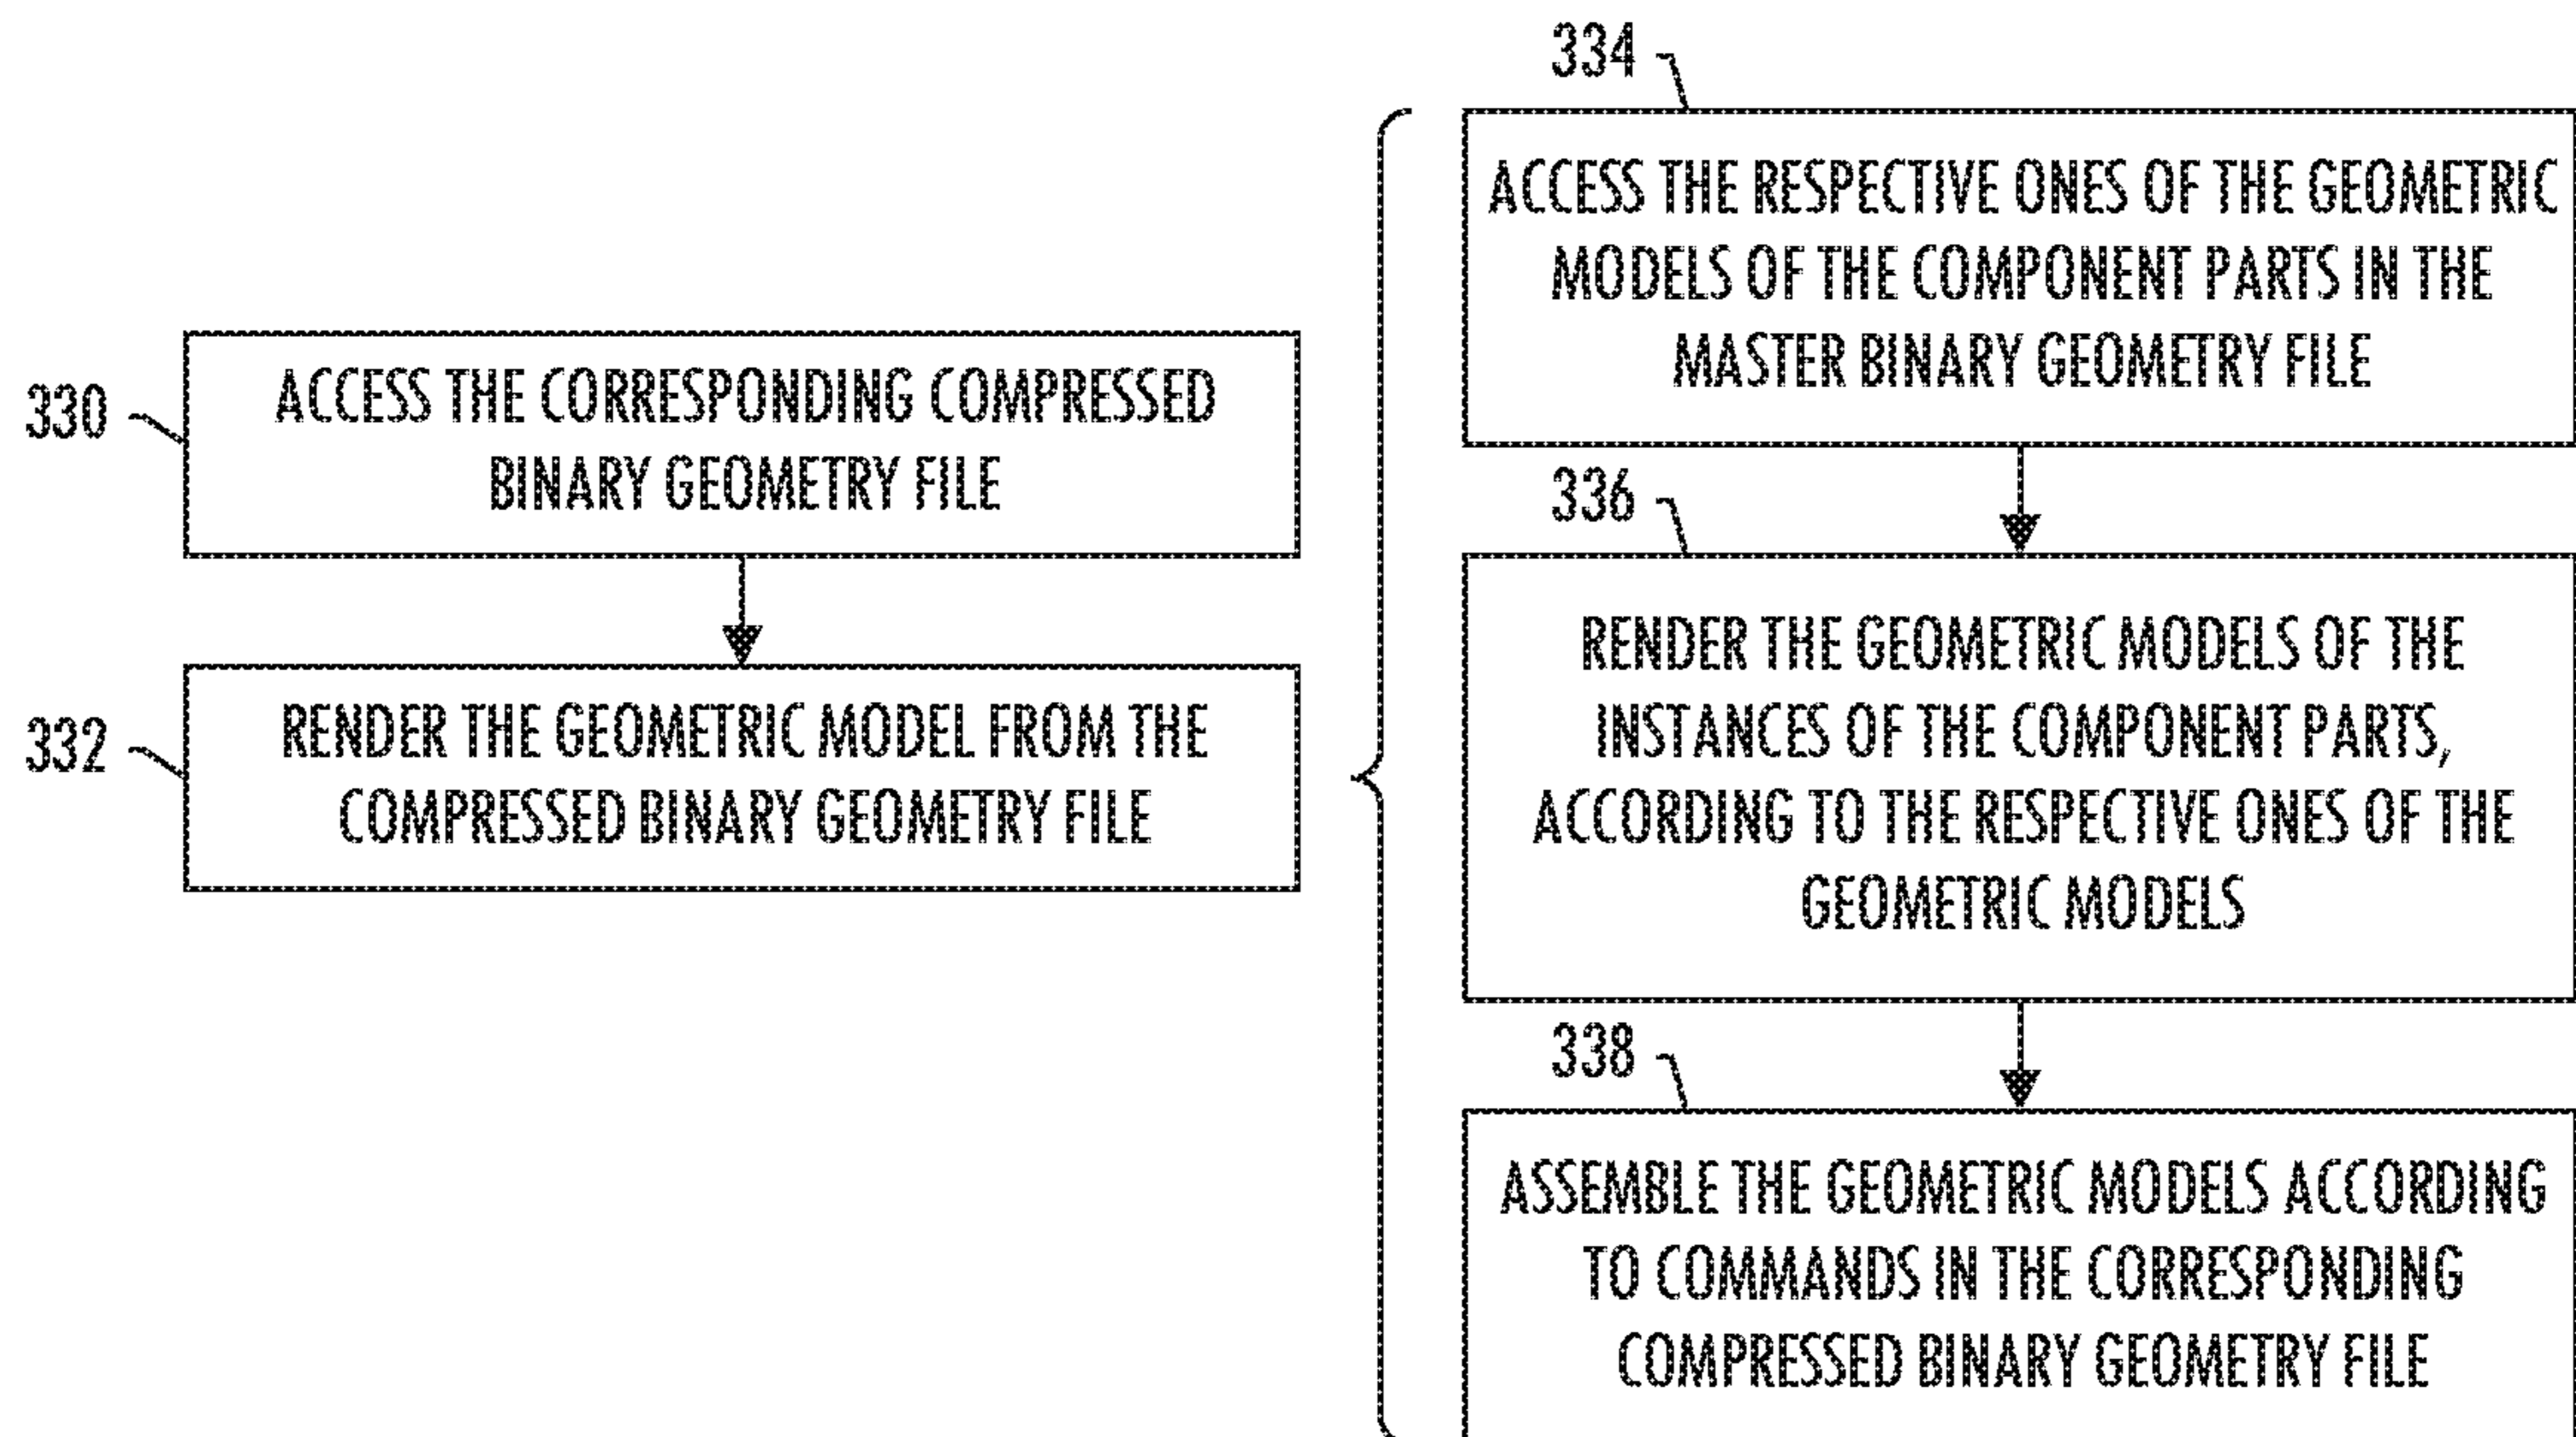 330
ACCESS THE CORRESPONDING COMPRESSED
BINARY GEOMETRY FILE
332
RENDER THE GEOMETRIC MODEL FROM THE
COMPRESSED BINARY GEOMETRY FILE
334
ACCESS THE RESPECTIVE ONES OF THE GEOMETRIC
MODELS OF THE COMPONENT PARTS IN THE
MASTER BINARY GEOMETRY FILE
336
RENDER THE GEOMETRIC MODELS OF THE
INSTANCES OF THE COMPONENT PARTS,
ACCORDING TO THE RESPECTIVE ONES OF THE
GEOMETRIC MODELS
338
ASSEMBLE THE GEOMETRIC MODELS ACCORDING
TO COMMANDS IN THE CORRESPONDING
COMPRESSED BINARY GEOMETRY FILE